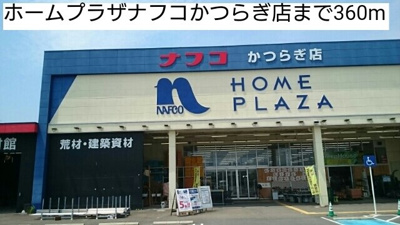 ホームプラザナフコかつらぎ店まで360m
ナフコ かつらぎ店
NAFCO
HOME
PLAZA
荒材・建築資材